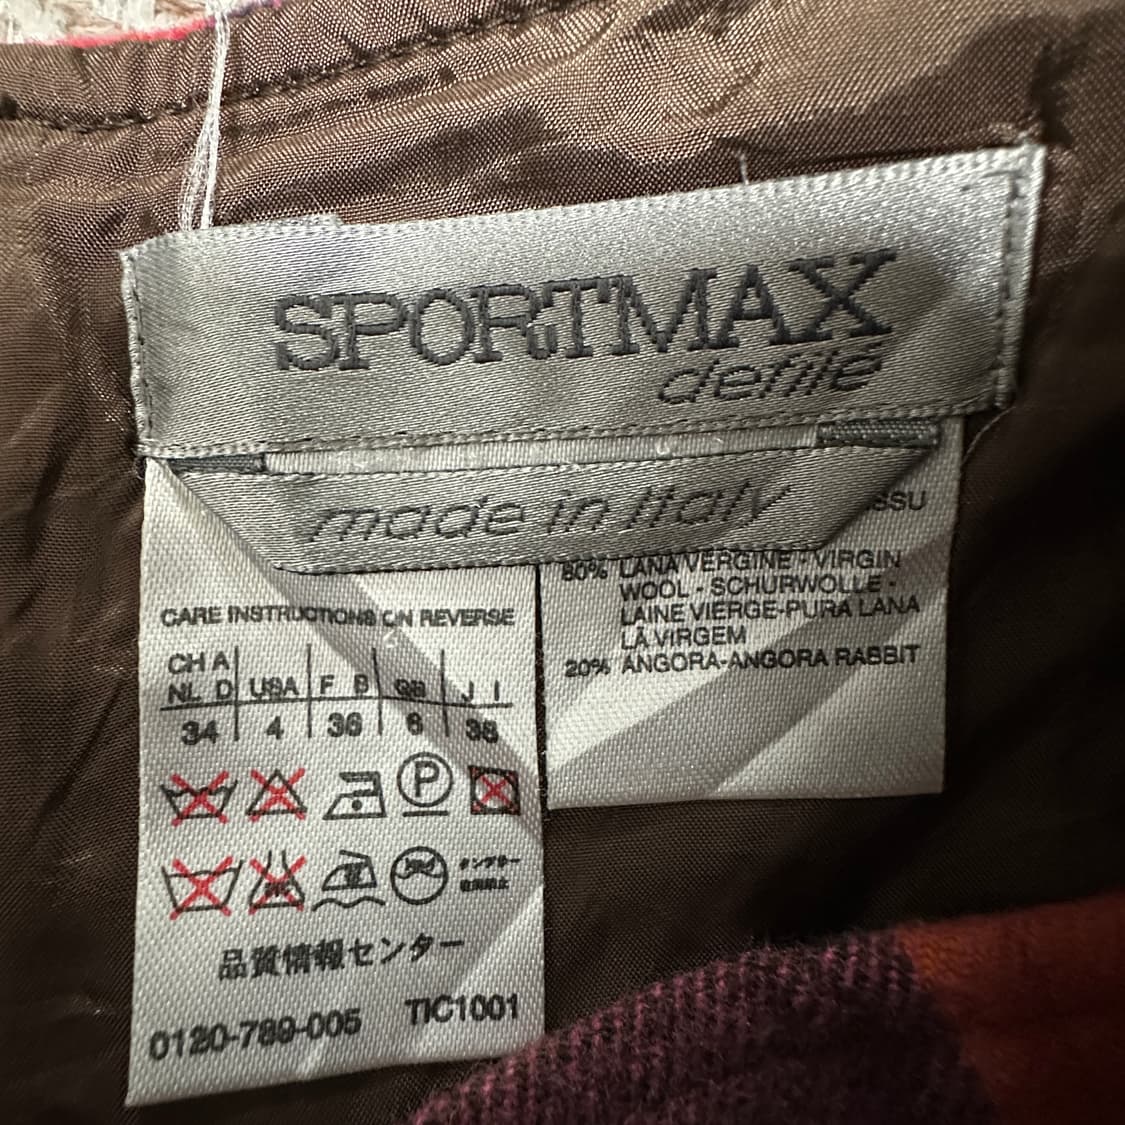 SPORTMAX
defilé
made in Italy
SSU
80% LANA VERGINE - VIRGIN
WOOL - SCHURWOLLE -
LAINE VIERGE-PURA LANA
LÃ VIRGEM
20% ANGORA-ANGORA RABBIT
CARE INSTRUCTIONS ON REVERSE
CH A
NL D USA F B GB J I
34 4 36 6 38
P
品質情報センター
0120-789-005 TIC1001